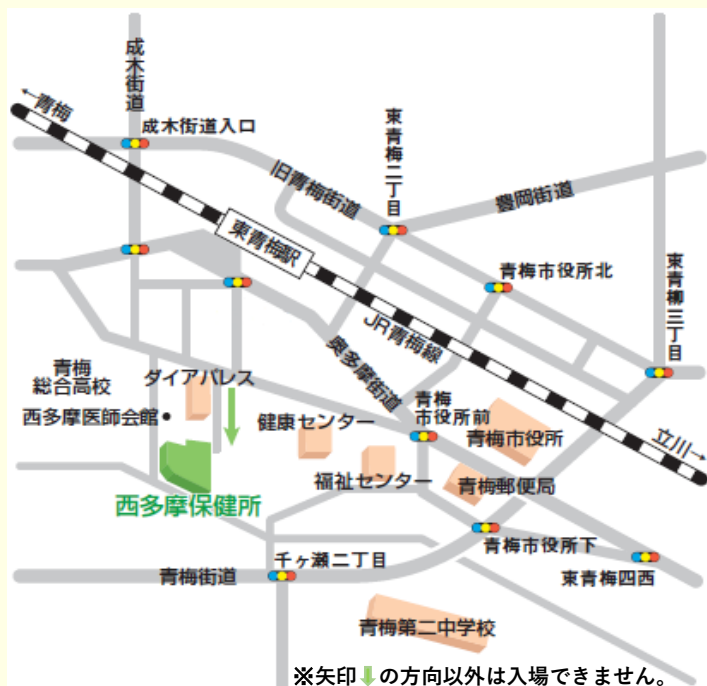 成木街道
←青梅
成木街道入口
東青梅二丁目
旧青梅街道
豊岡街道
東青梅駅
青梅市役所北
東青柳三丁目
JR青梅線
奥多摩街道
青梅
総合高校
ダイアパレス
西多摩医師会館
健康センター
青梅
市役所前
青梅市役所
立川→
福祉センター
青梅郵便局
西多摩保健所
青梅市役所下
千ヶ瀬二丁目
青梅街道
東青梅四西
青梅第二中学校
※矢印⬇の方向以外は入場できません。